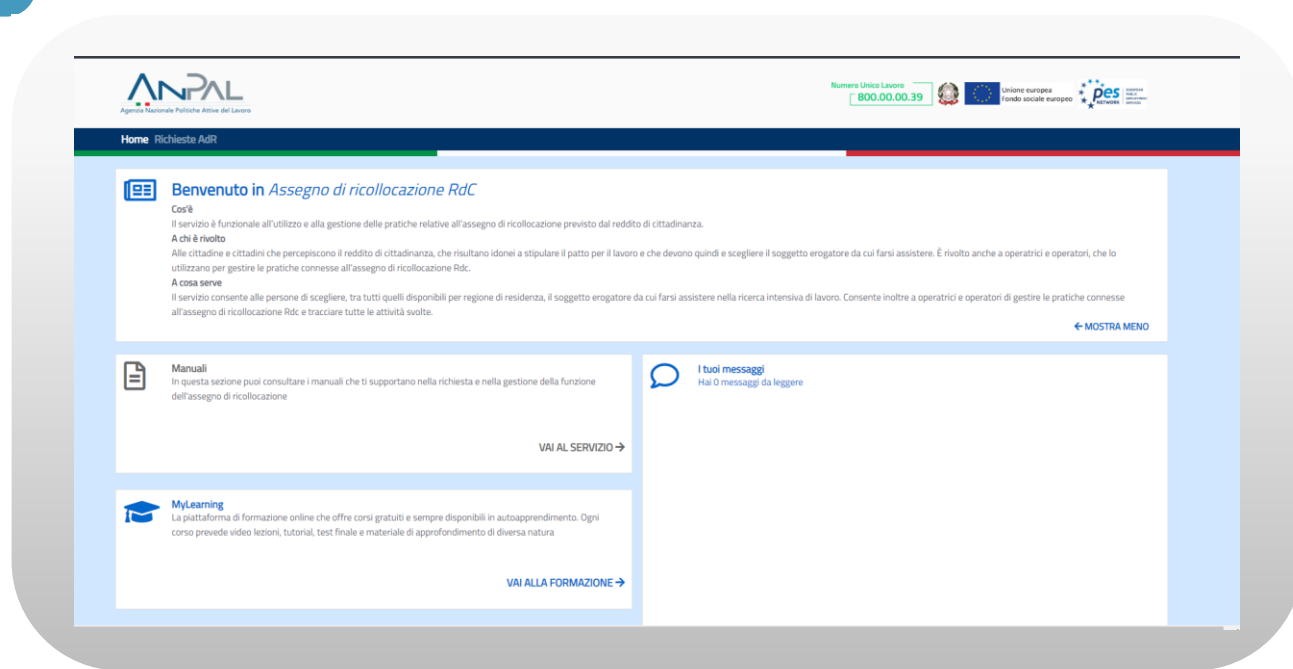 ANPAL
Agenzia Nazionale Politiche Attive del Lavoro
Numero Unico Lavoro
800.00.00.39
Unione europea
Fondo sociale europeo
pes
NETWORK
Home Richieste AdR
Benvenuto in Assegno di ricollocazione RdC
Cos'è
Il servizio è funzionale all'utilizzo e alla gestione delle pratiche relative all'assegno di ricollocazione previsto dal reddito di cittadinanza.
A chi è rivolto
Alle cittadine e cittadini che percepiscono il reddito di cittadinanza, che risultano idonei a stipulare il patto per il lavoro e che devono quindi e scegliere il soggetto erogatore da cui farsi assistere. È rivolto anche a operatrici e operatori, che lo
utilizzano per gestire le pratiche connesse all'assegno di ricollocazione Rdc.
A cosa serve
Il servizio consente alle persone di scegliere, tra tutti quelli disponibili per regione di residenza, il soggetto erogatore da cui farsi assistere nella ricerca intensiva di lavoro. Consente inoltre a operatrici e operatori di gestire le pratiche connesse
all'assegno di ricollocazione Rdc e tracciare tutte le attività svolte.
← MOSTRA MENO
Manuali
In questa sezione puoi consultare i manuali che ti supportano nella richiesta e nella gestione della funzione
dell'assegno di ricollocazione
VAI AL SERVIZIO →
I tuoi messaggi
Hai 0 messaggi da leggere
MyLearning
La piattaforma di formazione online che offre corsi gratuiti e sempre disponibili in autoapprendimento. Ogni
corso prevede video lezioni, tutorial, test finale e materiale di approfondimento di diversa natura
VAI ALLA FORMAZIONE →